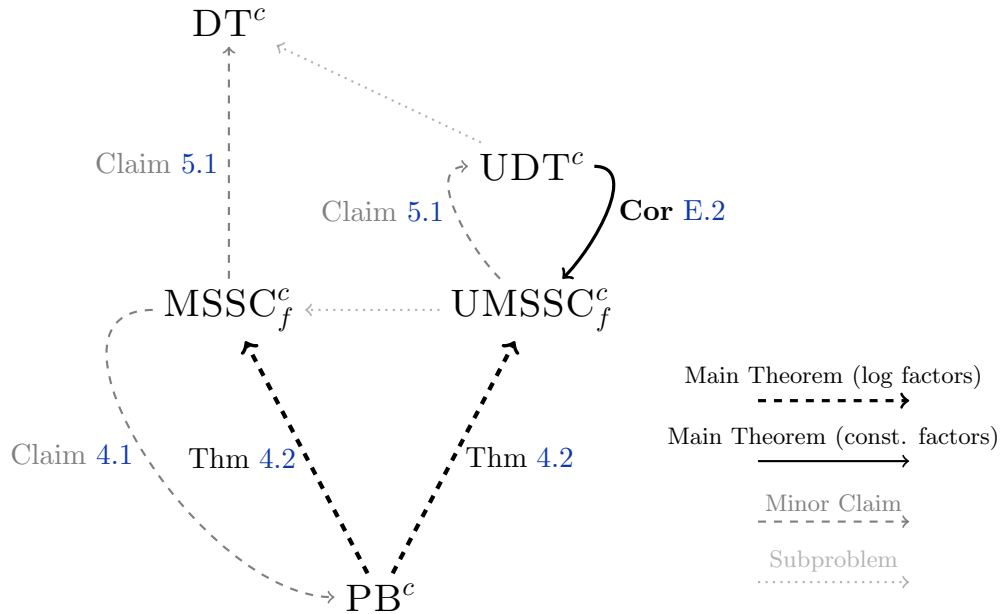 DT^c
Claim 5.1
UDT^c
Claim 5.1
Cor E.2
MSSC_f^c
UMSSC_f^c
Main Theorem (log factors)
Main Theorem (const. factors)
Claim 4.1
Thm 4.2
Thm 4.2
Minor Claim
Subproblem
PB^c